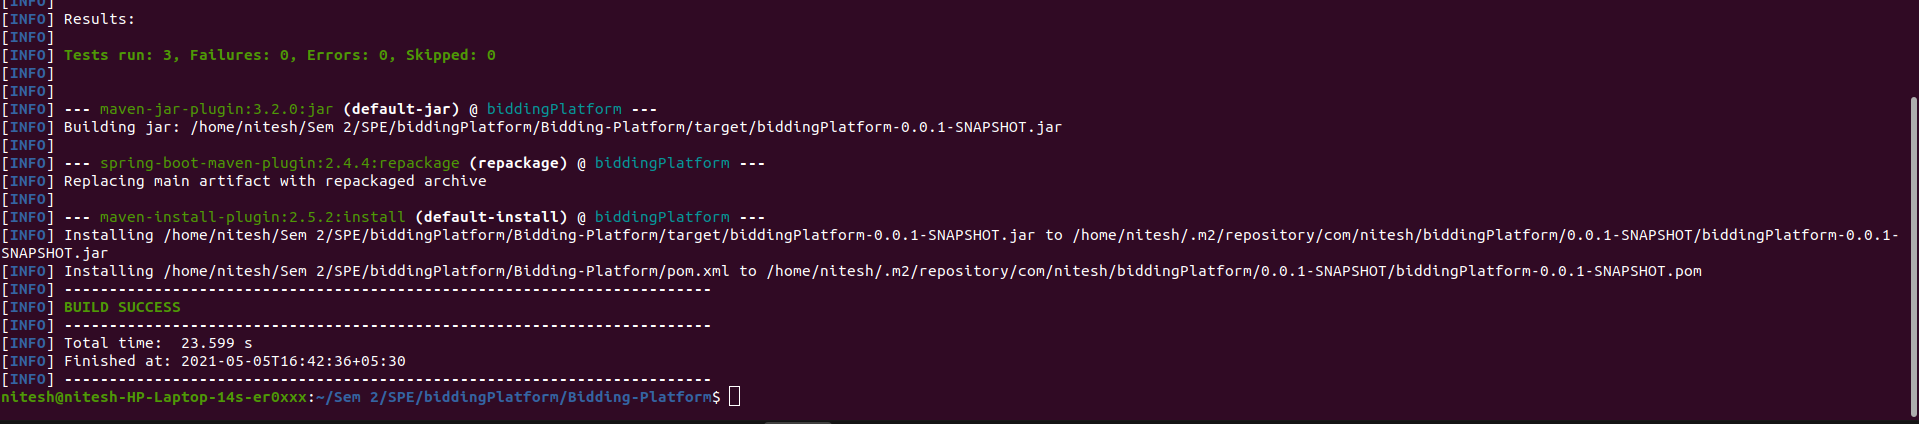 [INFO]
[INFO] Results:
[INFO]
[INFO] Tests run: 3, Failures: 0, Errors: 0, Skipped: 0
[INFO]
[INFO]
[INFO] --- maven-jar-plugin:3.2.0:jar (default-jar) @ biddingPlatform ---
[INFO] Building jar: /home/nitesh/Sem 2/SPE/biddingPlatform/Bidding-Platform/target/biddingPlatform-0.0.1-SNAPSHOT.jar
[INFO]
[INFO] --- spring-boot-maven-plugin:2.4.4:repackage (repackage) @ biddingPlatform ---
[INFO] Replacing main artifact with repackaged archive
[INFO]
[INFO] --- maven-install-plugin:2.5.2:install (default-install) @ biddingPlatform ---
[INFO] Installing /home/nitesh/Sem 2/SPE/biddingPlatform/Bidding-Platform/target/biddingPlatform-0.0.1-SNAPSHOT.jar to /home/nitesh/.m2/repository/com/nitesh/biddingPlatform/0.0.1-SNAPSHOT/biddingPlatform-0.0.1-
SNAPSHOT.jar
[INFO] Installing /home/nitesh/Sem 2/SPE/biddingPlatform/Bidding-Platform/pom.xml to /home/nitesh/.m2/repository/com/nitesh/biddingPlatform/0.0.1-SNAPSHOT/biddingPlatform-0.0.1-SNAPSHOT.pom
[INFO] ------------------------------------------------------------------------
[INFO] BUILD SUCCESS
[INFO] ------------------------------------------------------------------------
[INFO] Total time:  23.599 s
[INFO] Finished at: 2021-05-05T16:42:36+05:30
[INFO] ------------------------------------------------------------------------
nitesh@nitesh-HP-Laptop-14s-er0xxx:~/Sem 2/SPE/biddingPlatform/Bidding-Platform$